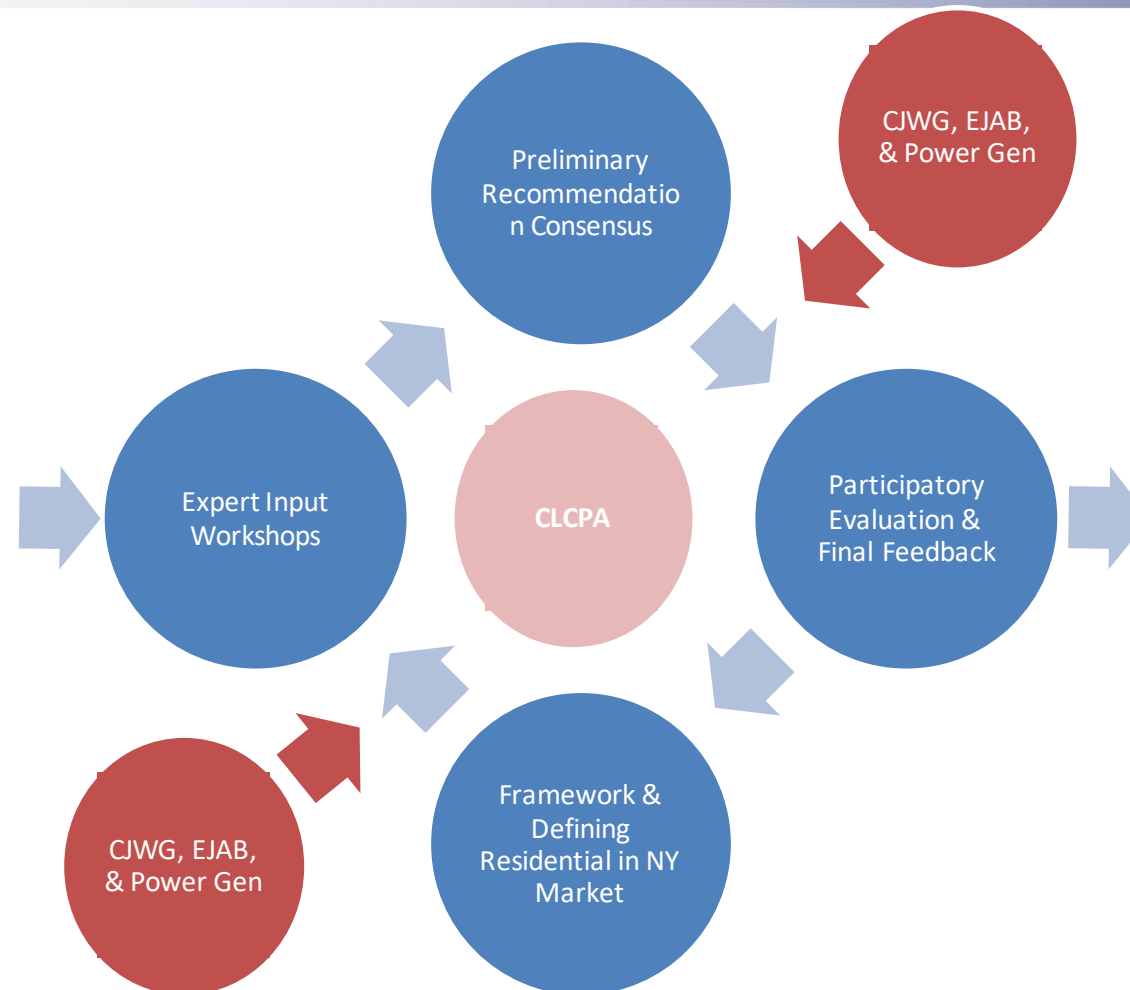 CJWG, EJAB,
& Power Gen
Preliminary
Recommendatio
n Consensus
Expert Input
Workshops
CLCPA
Participatory
Evaluation &
Final Feedback
Framework &
Defining
Residential in NY
Market
CJWG, EJAB,
& Power Gen